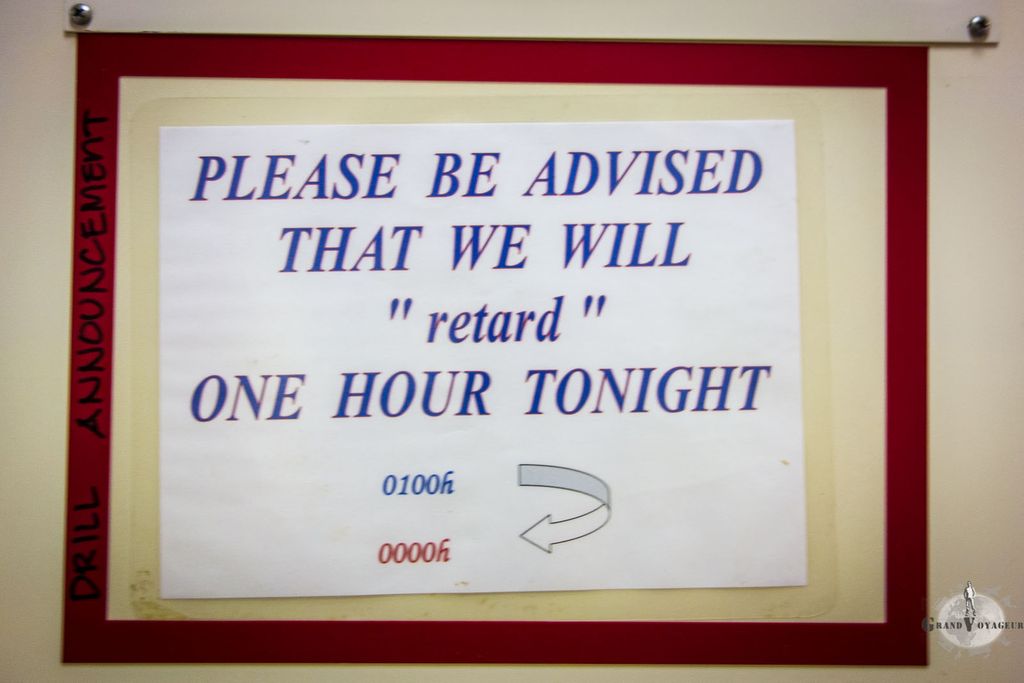 DRILL ANNOUNCEMENT
PLEASE BE ADVISED
THAT WE WILL
" retard "
ONE HOUR TONIGHT
0100h
0000h
GRAND VOYAGEUR